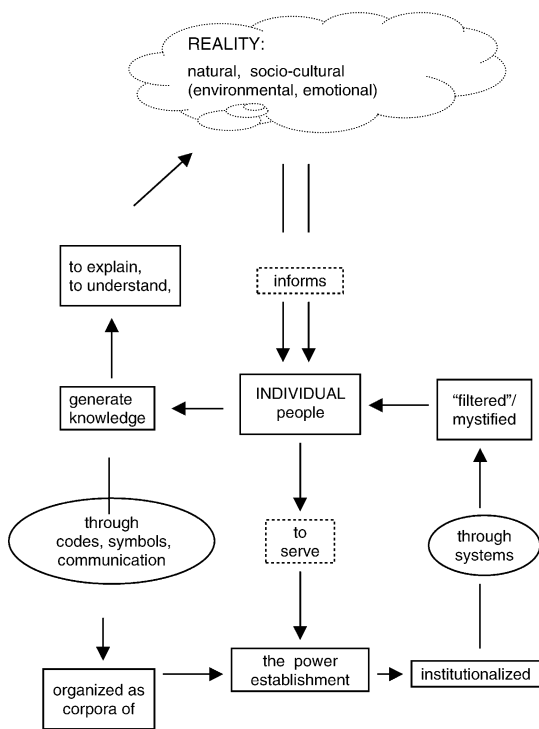 REALITY:
natural, socio-cultural
(environmental, emotional)
to explain,
to understand,
informs
generate
knowledge
INDIVIDUAL
people
“filtered”/
mystified
through
codes, symbols,
communication
to
serve
through
systems
organized as
corpora of
the power
establishment
institutionalized